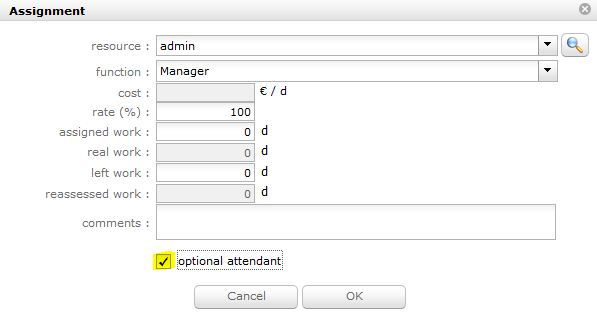 Assignment
resource : admin
function : Manager
cost : € / d
rate (%) : 100
assigned work : 0 d
real work : 0 d
left work : 0 d
reassessed work : 0 d
comments :
optional attendant
Cancel OK